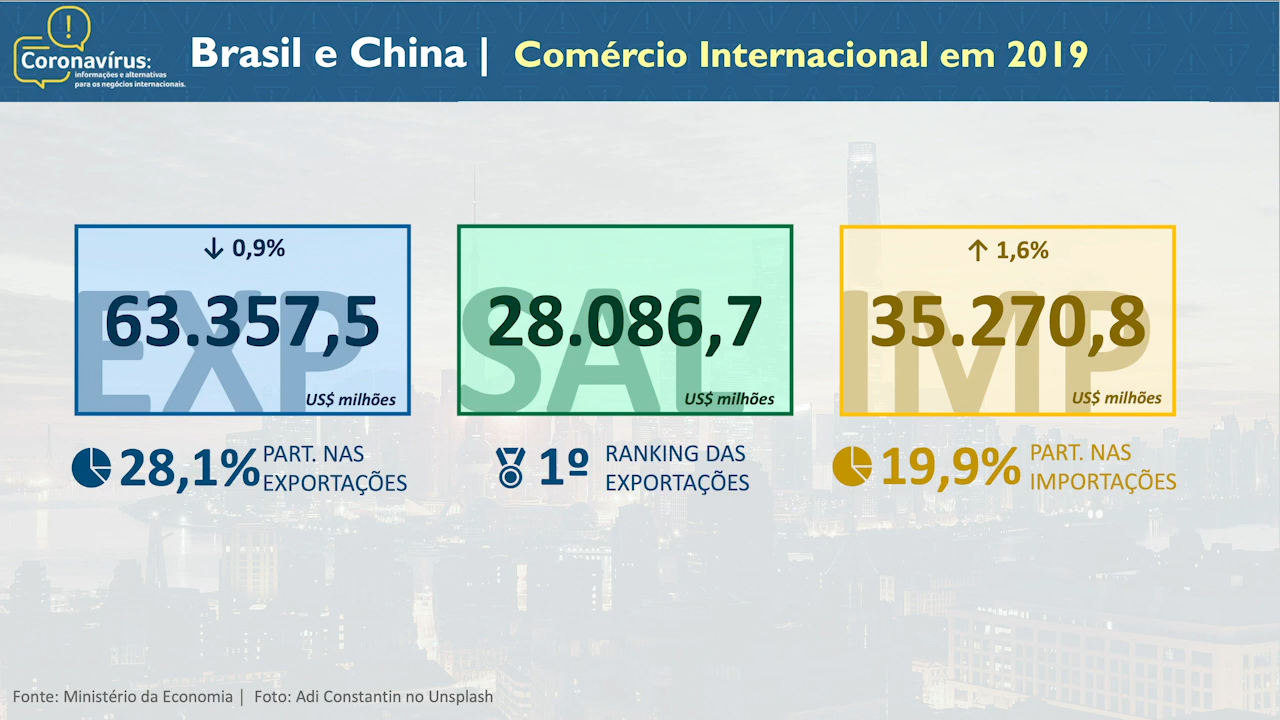 !
Coronavírus:
informações e alternativas
para os negócios internacionais.
Brasil e China | Comércio Internacional em 2019
↓ 0,9%
EXP
63.357,5
US$ milhões
28,1%
PART. NAS
EXPORTAÇÕES
SAL
28.086,7
US$ milhões
1º
RANKING DAS
EXPORTAÇÕES
↑ 1,6%
IMP
35.270,8
US$ milhões
19,9%
PART. NAS
IMPORTAÇÕES
Fonte: Ministério da Economia | Foto: Adi Constantin no Unsplash